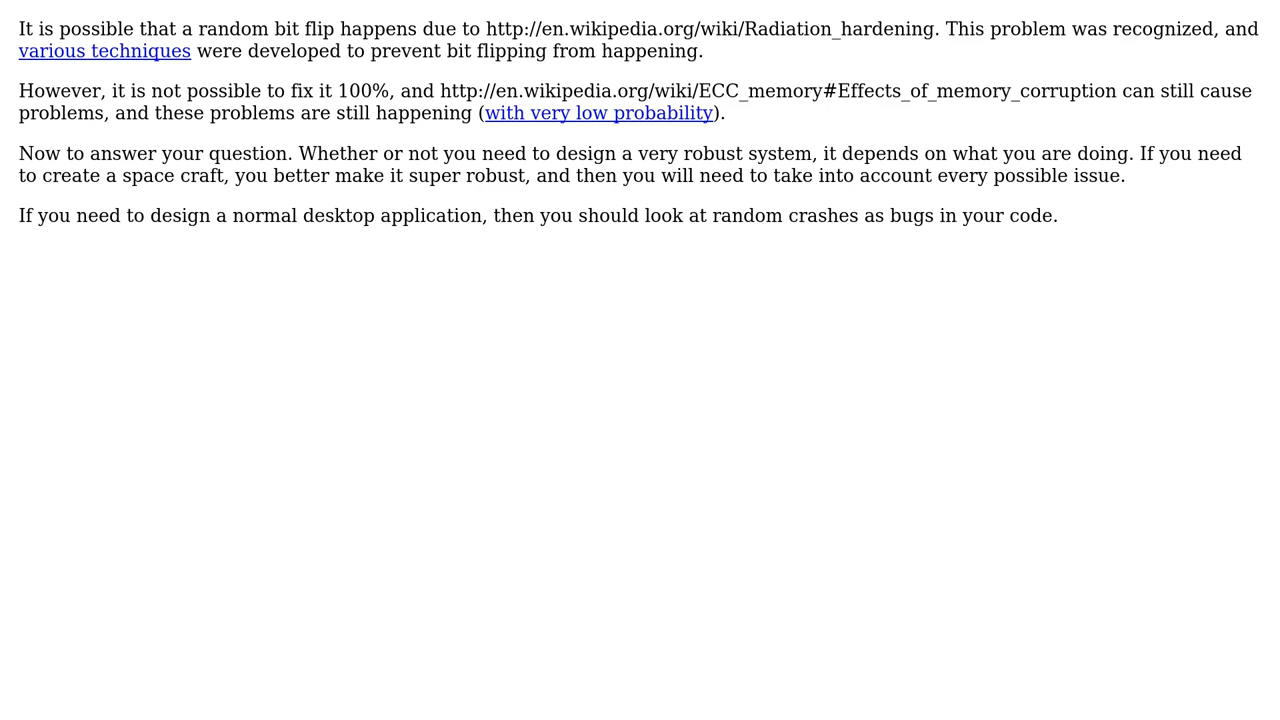 It is possible that a random bit flip happens due to http://en.wikipedia.org/wiki/Radiation_hardening. This problem was recognized, and
various techniques were developed to prevent bit flipping from happening.
However, it is not possible to fix it 100%, and http://en.wikipedia.org/wiki/ECC_memory#Effects_of_memory_corruption can still cause
problems, and these problems are still happening (with very low probability).
Now to answer your question. Whether or not you need to design a very robust system, it depends on what you are doing. If you need
to create a space craft, you better make it super robust, and then you will need to take into account every possible issue.
If you need to design a normal desktop application, then you should look at random crashes as bugs in your code.